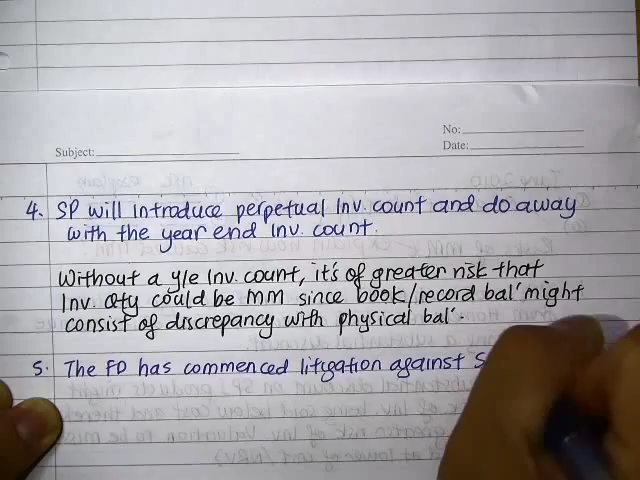 No:
Subject:
Date:
4. SP will introduce perpetual Inv. count and do away
with the year end Inv. count.
Without a y/e Inv. count, it's of greater risk that
Inv. Qty could be MM since book/record bal' might
consist of discrepancy with physical bal'.
5. The FD has commenced litigation against S